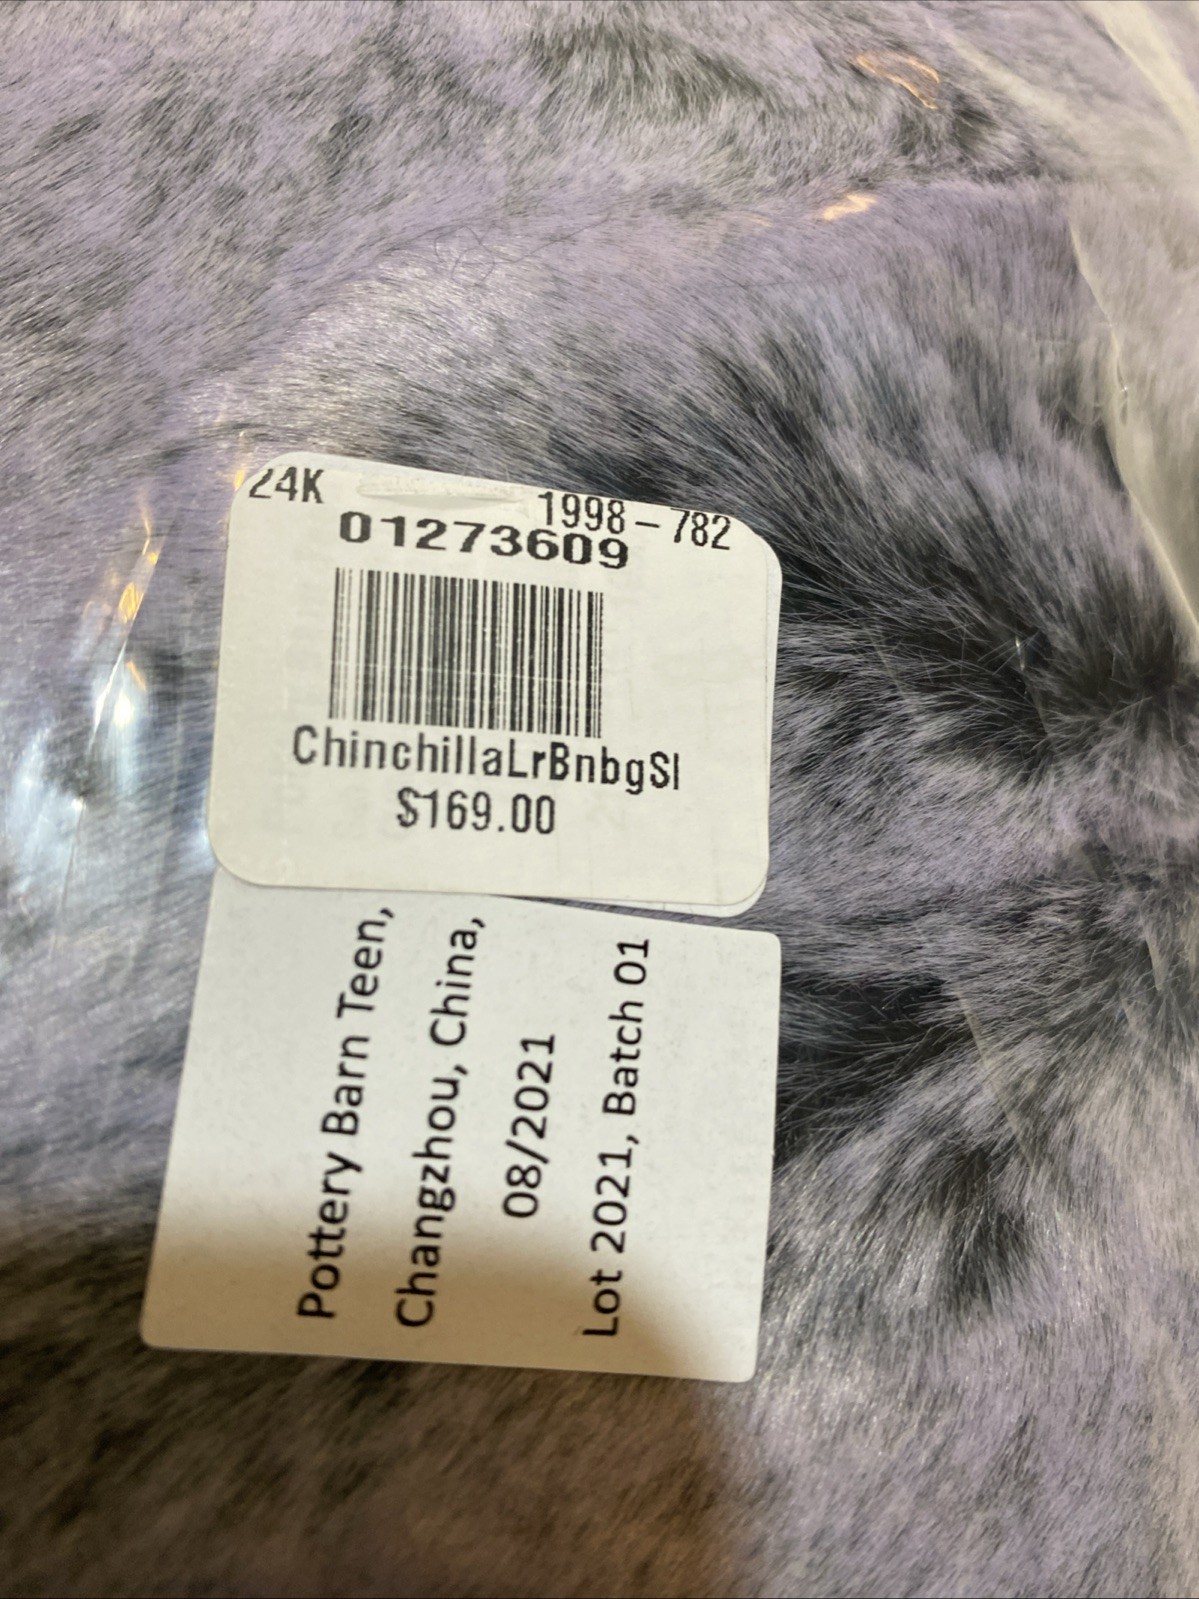 24K 1998-782
01273609
ChinchillaLrBnbgSl
$169.00
Pottery Barn Teen,
Changzhou, China,
08/2021
Lot 2021, Batch 01